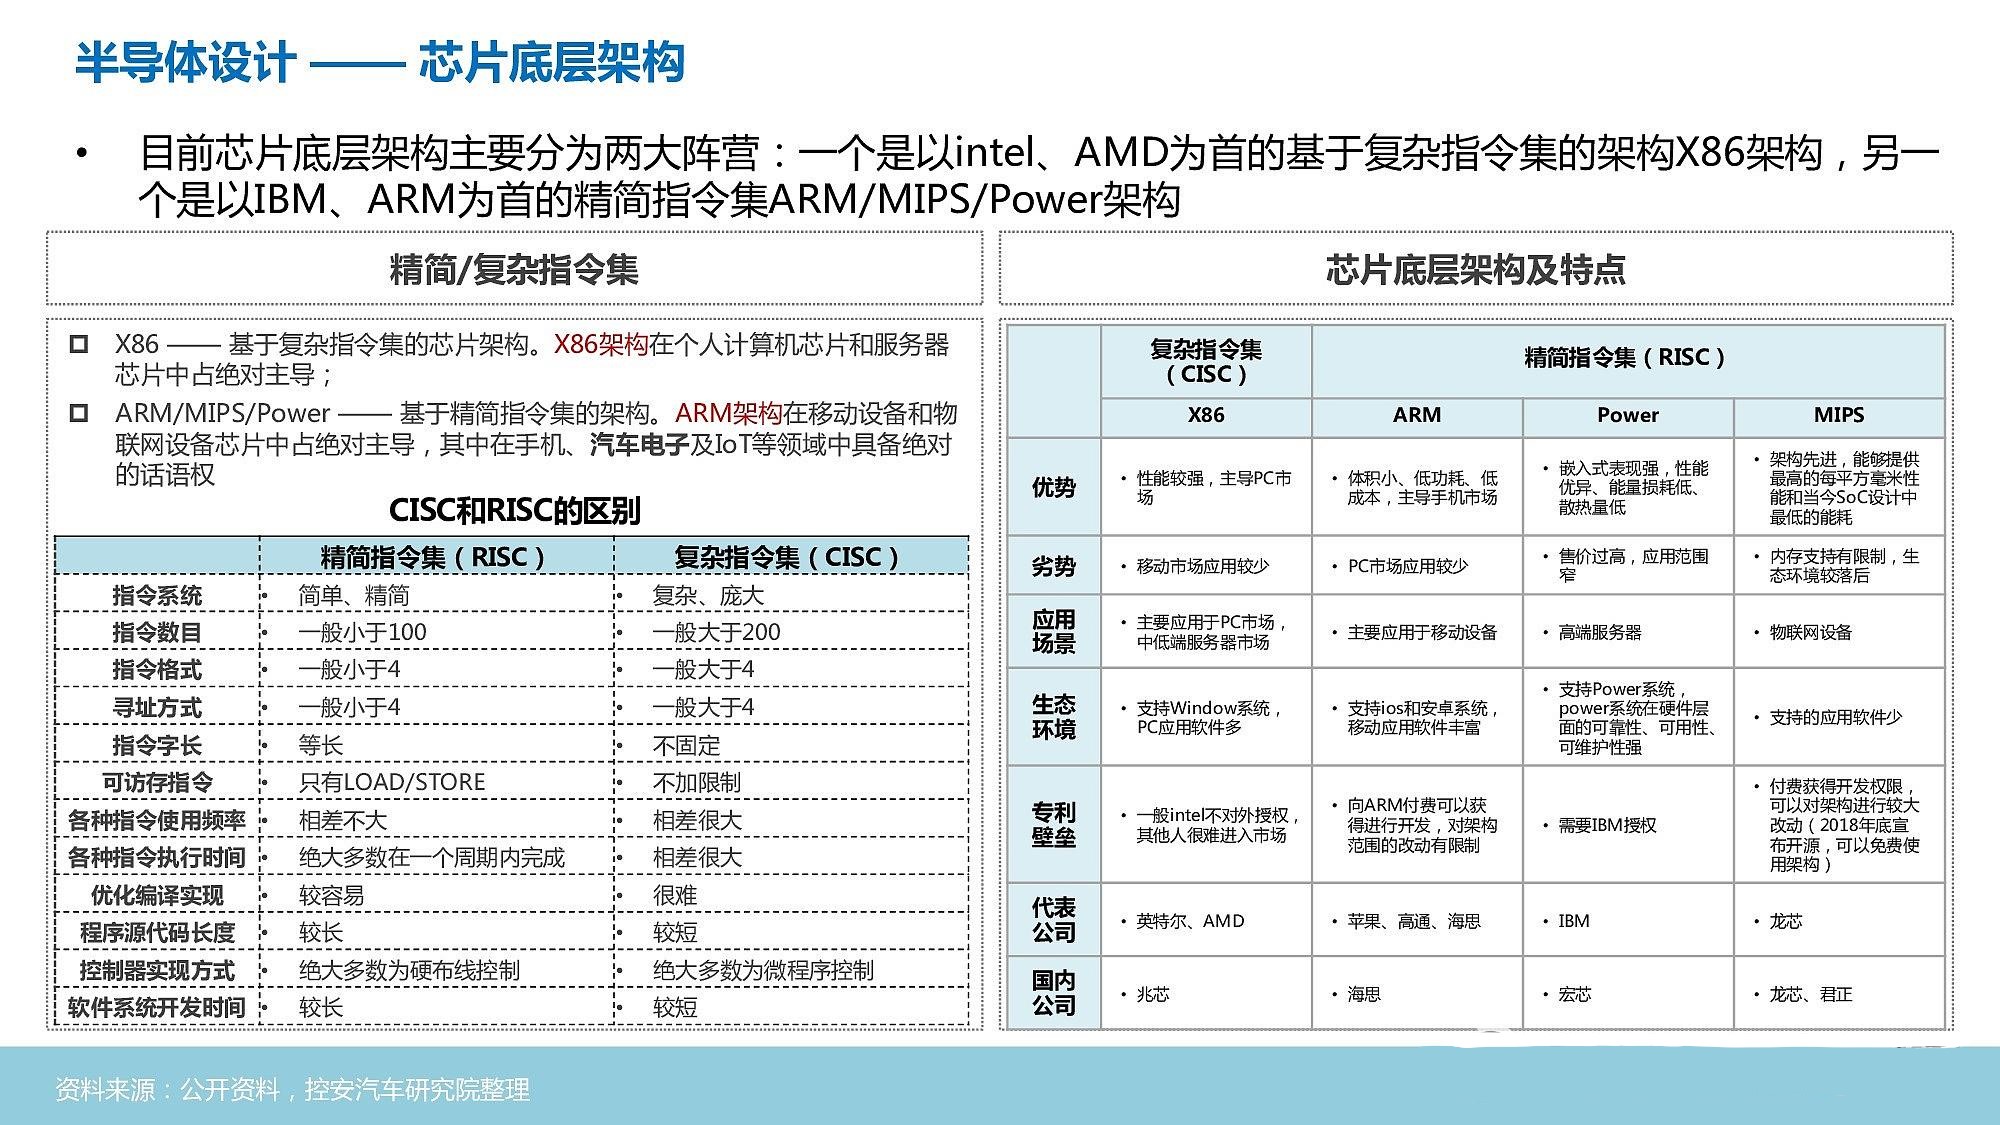 半导体设计 —— 芯片底层架构
• 目前芯片底层架构主要分为两大阵营：一个是以intel、AMD为首的基于复杂指令集的架构X86架构，另一
个是以IBM、ARM为首的精简指令集ARM/MIPS/Power架构
精简/复杂指令集
X86 —— 基于复杂指令集的芯片架构。X86架构在个人计算机芯片和服务器
芯片中占绝对主导；
ARM/MIPS/Power —— 基于精简指令集的架构。ARM架构在移动设备和物
联网设备芯片中占绝对主导，其中在手机、汽车电子及IoT等领域中具备绝对
的话语权
CISC和RISC的区别
精简指令集（RISC） 复杂指令集（CISC）
指令系统 • 简单、精简 • 复杂、庞大
指令数目 • 一般小于100 • 一般大于200
指令格式 • 一般小于4 • 一般大于4
寻址方式 • 一般小于4 • 一般大于4
指令字长 • 等长 • 不固定
可访存指令 • 只有LOAD/STORE • 不加限制
各种指令使用频率 • 相差不大 • 相差很大
各种指令执行时间 • 绝大多数在一个周期内完成 • 相差很大
优化编译实现 • 较容易 • 很难
程序源代码长度 • 较长 • 较短
控制器实现方式 • 绝大多数为硬布线控制 • 绝大多数为微程序控制
软件系统开发时间 • 较长 • 较短
芯片底层架构及特点
复杂指令集
（CISC）
精简指令集（RISC）
X86 ARM Power MIPS
优势
• 性能较强，主导PC市
场
• 体积小、低功耗、低
成本，主导手机市场
• 嵌入式表现强，性能
优异、能量损耗低、
散热量低
• 架构先进，能够提供
最高的每平方毫米性
能和当今SoC设计中
最低的能耗
劣势
• 移动市场应用较少
• PC市场应用较少
• 售价过高，应用范围
窄
• 内存支持有限制，生
态环境较落后
应用
场景
• 主要应用于PC市场，
中低端服务器市场
• 主要应用于移动设备
• 高端服务器
• 物联网设备
生态
环境
• 支持Window系统，
PC应用软件多
• 支持ios和安卓系统，
移动应用软件丰富
• 支持Power系统，
power系统在硬件层
面的可靠性、可用性、
可维护性强
• 支持的应用软件少
专利
壁垒
• 一般intel不对外授权，
其他人很难进入市场
• 向ARM付费可以获
得进行开发，对架构
范围的改动有限制
• 需要IBM授权
• 付费获得开发权限，
可以对架构进行较大
改动（2018年底宣
布开源，可以免费使
用架构）
代表
公司
• 英特尔、AMD
• 苹果、高通、海思
• IBM
• 龙芯
国内
公司
• 兆芯
• 海思
• 宏芯
• 龙芯、君正
资料来源：公开资料，控安汽车研究院整理